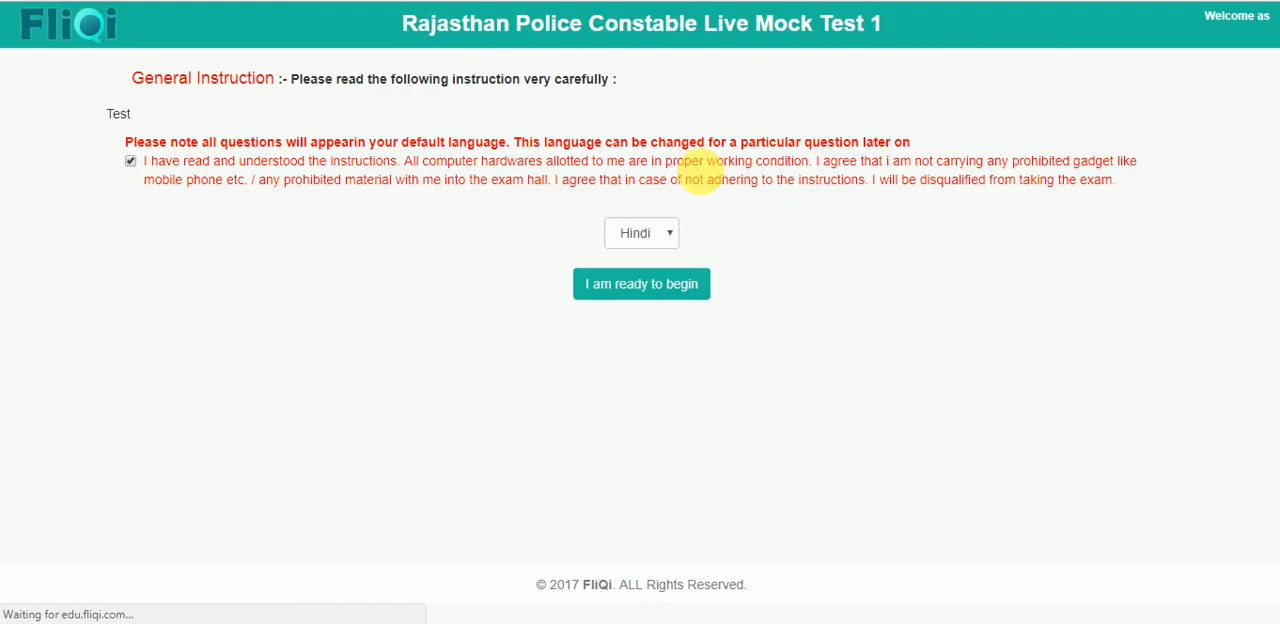 FliQi
Rajasthan Police Constable Live Mock Test 1
Welcome as
General Instruction :- Please read the following instruction very carefully :
Test
Please note all questions will appearin your default language. This language can be changed for a particular question later on
I have read and understood the instructions. All computer hardwares allotted to me are in proper working condition. I agree that i am not carrying any prohibited gadget like
mobile phone etc. / any prohibited material with me into the exam hall. I agree that in case of not adhering to the instructions. I will be disqualified from taking the exam.
Hindi
I am ready to begin
© 2017 FliQi. ALL Rights Reserved.
Waiting for edu.fliqi.com...